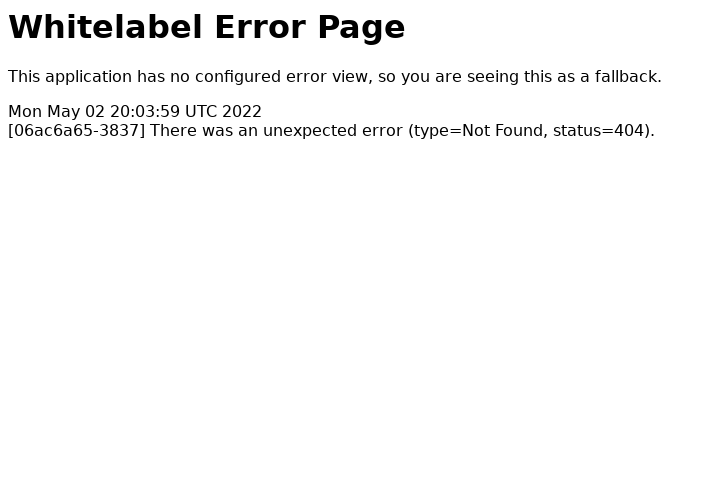 Whitelabel Error Page
This application has no configured error view, so you are seeing this as a fallback.
Mon May 02 20:03:59 UTC 2022
[06ac6a65-3837] There was an unexpected error (type=Not Found, status=404).